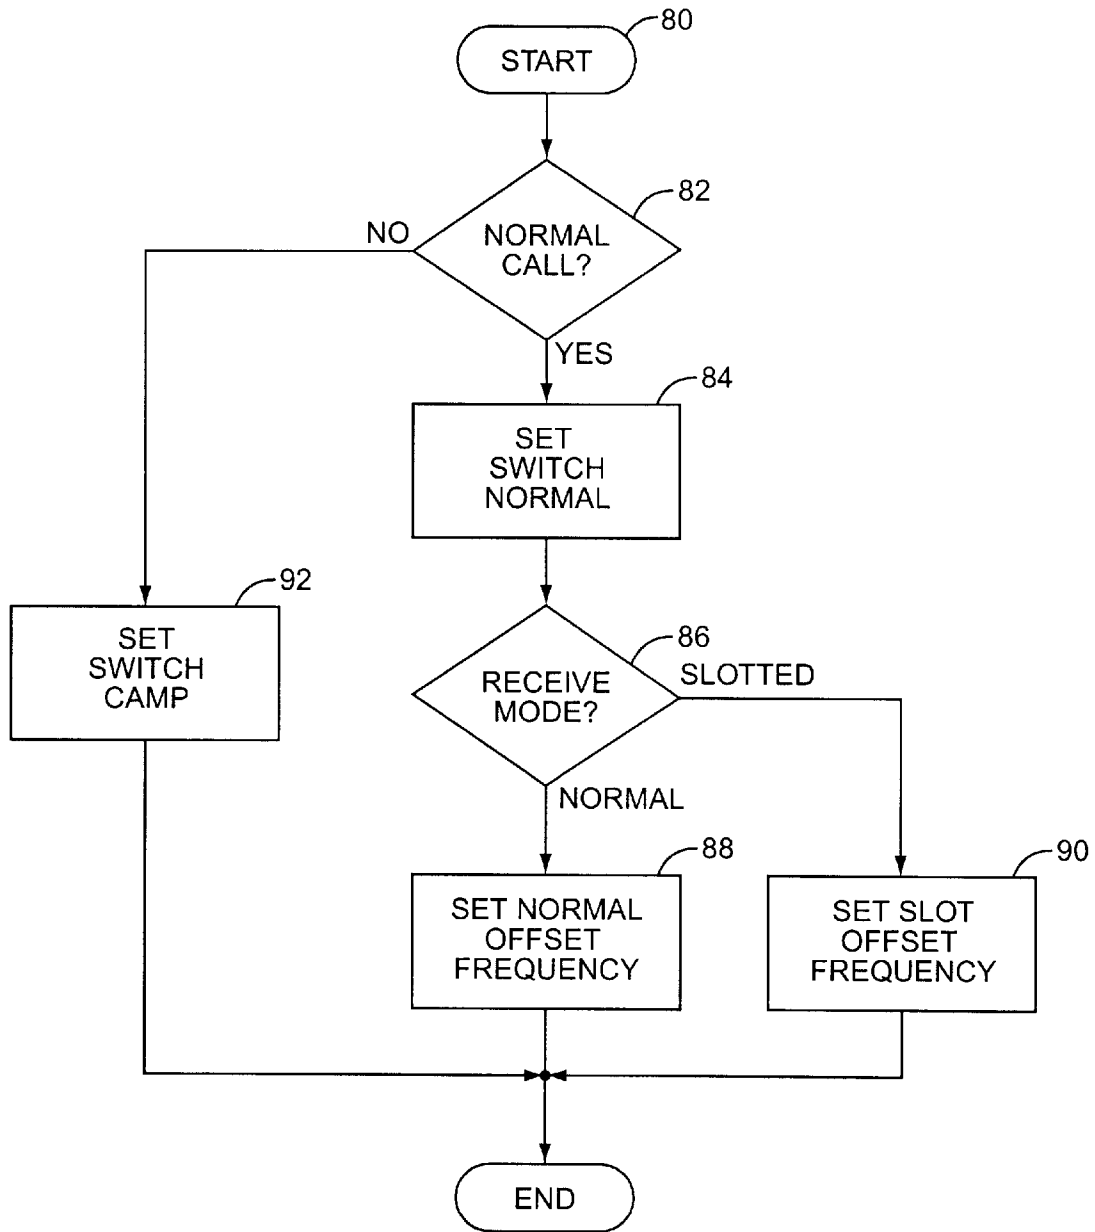 80
START
82
NORMAL
CALL?
NO
YES
84
SET
SWITCH
NORMAL
92
SET
SWITCH
CAMP
86
RECEIVE
MODE?
SLOTTED
NORMAL
88
SET NORMAL
OFFSET
FREQUENCY
90
SET SLOT
OFFSET
FREQUENCY
END